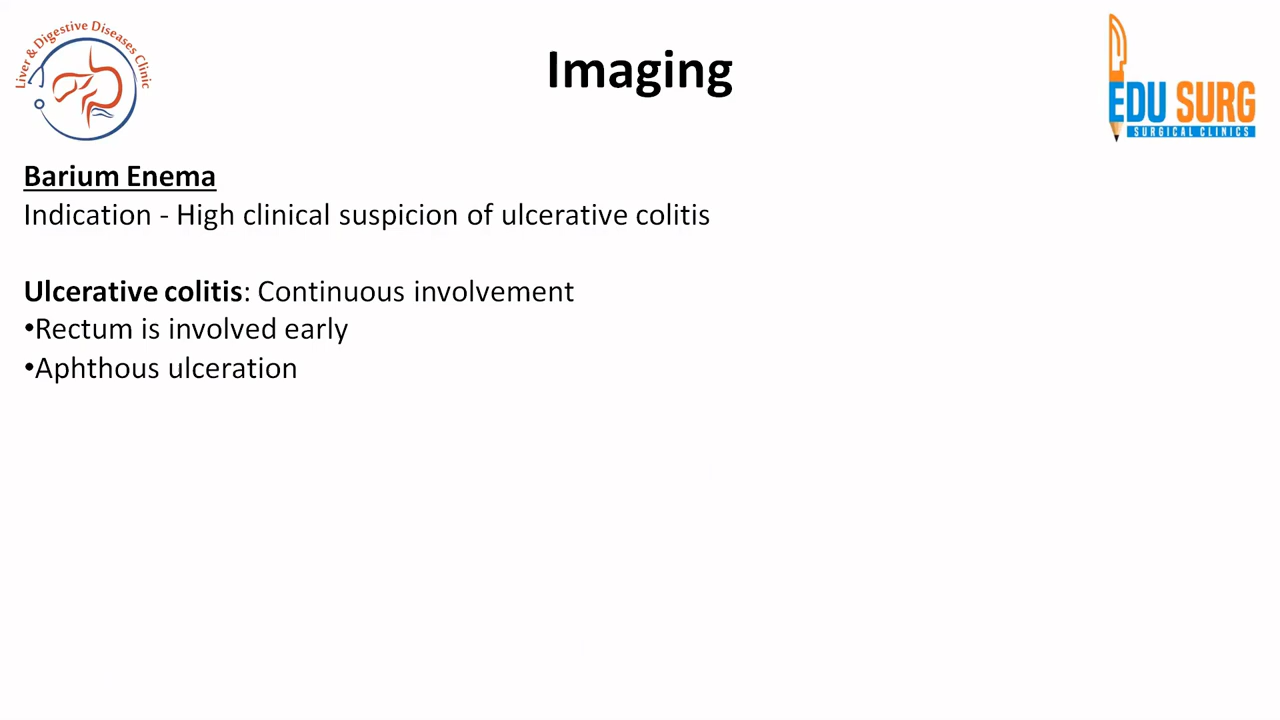 Liver & Digestive Diseases Clinic
Imaging
EDU SURG
SURGICAL CLINICS
Barium Enema
Indication - High clinical suspicion of ulcerative colitis
Ulcerative colitis: Continuous involvement
•Rectum is involved early
•Aphthous ulceration